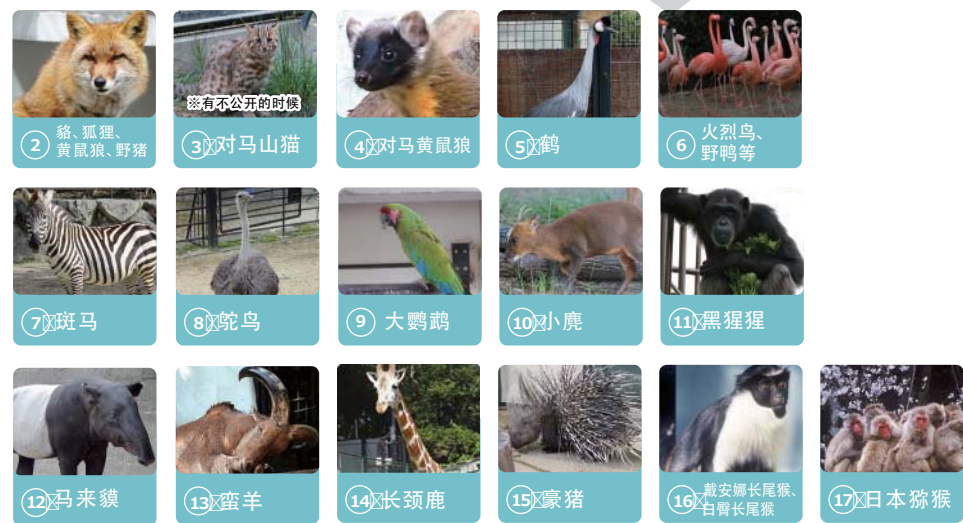 ※有不公开的时候
② 貉、狐狸、
黄鼠狼、野猪
③ 对马山猫
④ 对马黄鼠狼
⑤ 鹤
⑥ 火烈鸟、
野鸭等
⑦ 斑马
⑧ 鸵鸟
⑨ 大鹦鹉
⑩ 小麂
⑪ 黑猩猩
⑫ 马来貘
⑬ 蛮羊
⑭ 长颈鹿
⑮ 豪猪
⑯ 戴安娜长尾猴、
白臀长尾猴
⑰ 日本猕猴